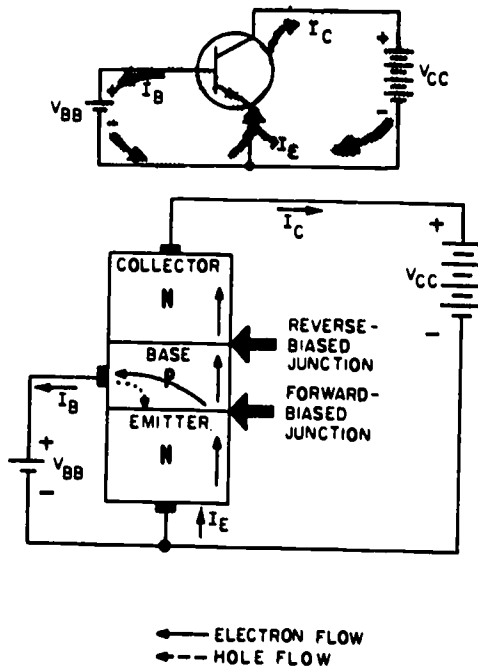 I_C
+
V_CC
-
I_B
+
V_BB
-
I_E
I_C
+
V_CC
-
COLLECTOR
N
REVERSE-
BIASED
JUNCTION
BASE
P
FORWARD-
BIASED
JUNCTION
I_B
EMITTER
N
+
V_BB
-
I_E
ELECTRON FLOW
HOLE FLOW